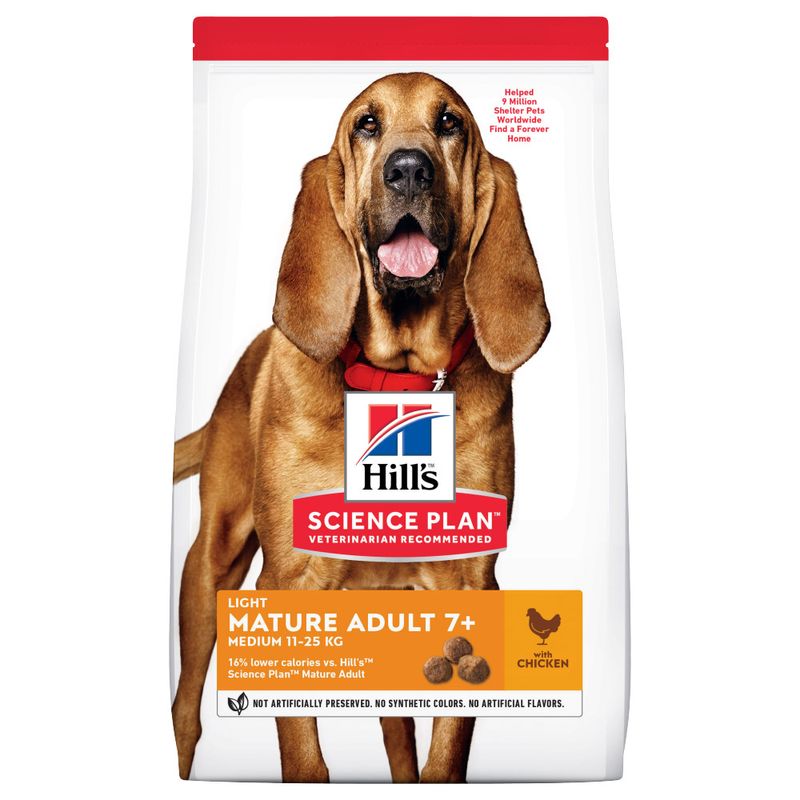 Helped
9 Million
Shelter Pets
Worldwide
Find a Forever
Home
Hill's™
SCIENCE PLAN™
VETERINARIAN RECOMMENDED
LIGHT
MATURE ADULT 7+
MEDIUM 11-25 KG
16% lower calories vs. Hill's™
Science Plan™ Mature Adult
with
CHICKEN
NOT ARTIFICIALLY PRESERVED. NO SYNTHETIC COLORS. NO ARTIFICIAL FLAVORS.